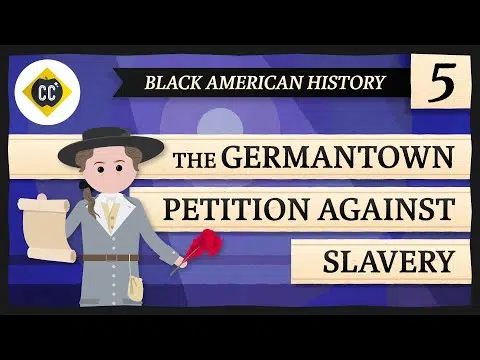 CC
BLACK AMERICAN HISTORY
5
THE GERMANTOWN
PETITION AGAINST
SLAVERY